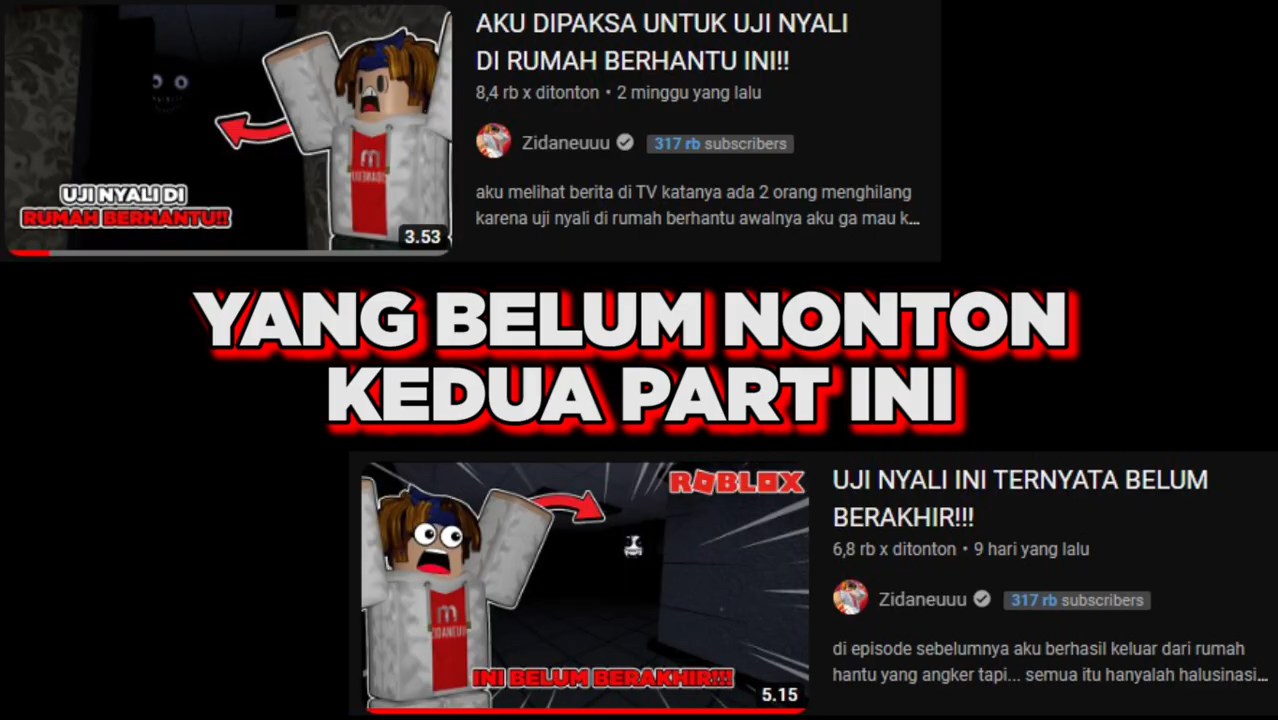 AKU DIPAKSA UNTUK UJI NYALI
DI RUMAH BERHANTU INI!!
8,4 rb x ditonton • 2 minggu yang lalu
Zidaneuuu
317 rb subscribers
aku melihat berita di TV katanya ada 2 orang menghilang
karena uji nyali di rumah berhantu awalnya aku ga mau k...
UJI NYALI DI
RUMAH BERHANTU!!
3.53
YANG BELUM NONTON
KEDUA PART INI
ROBLOX
ZIDANEUU
INI BELUM BERAKHIR!!!
5.15
UJI NYALI INI TERNYATA BELUM
BERAKHIR!!!
6,8 rb x ditonton • 9 hari yang lalu
Zidaneuuu
317 rb subscribers
di episode sebelumnya aku berhasil keluar dari rumah
hantu yang angker tapi... semua itu hanyalah halusinasi...